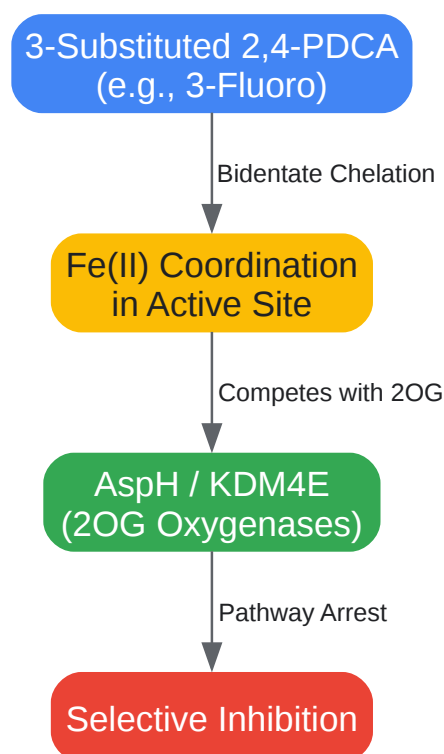 3-Substituted 2,4-PDCA
(e.g., 3-Fluoro)
Bidentate Chelation
Fe(II) Coordination
in Active Site
Competes with 2OG
AspH / KDM4E
(2OG Oxygenases)
Pathway Arrest
Selective Inhibition